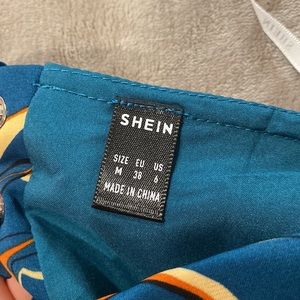 SHEIN
SIZE EU US
M 38 6
MADE IN CHINA